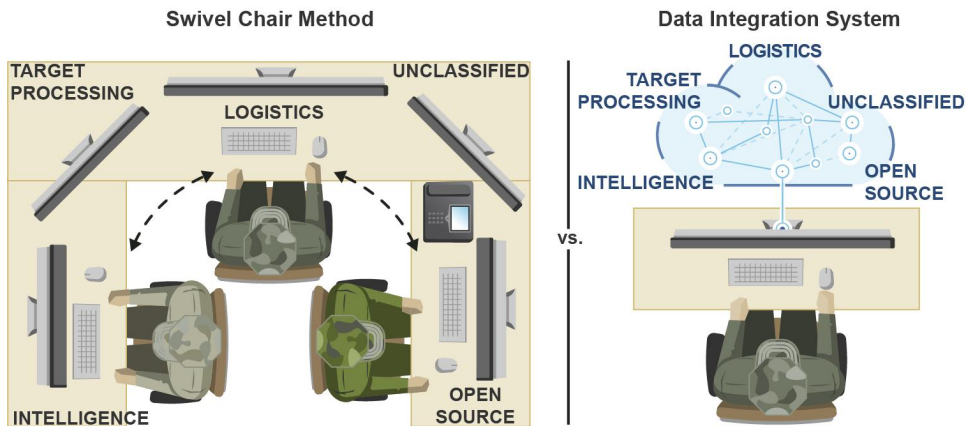 Swivel Chair Method
TARGET
PROCESSING
LOGISTICS
UNCLASSIFIED
INTELLIGENCE
OPEN
SOURCE
vs.
Data Integration System
LOGISTICS
TARGET
PROCESSING
UNCLASSIFIED
INTELLIGENCE
OPEN
SOURCE